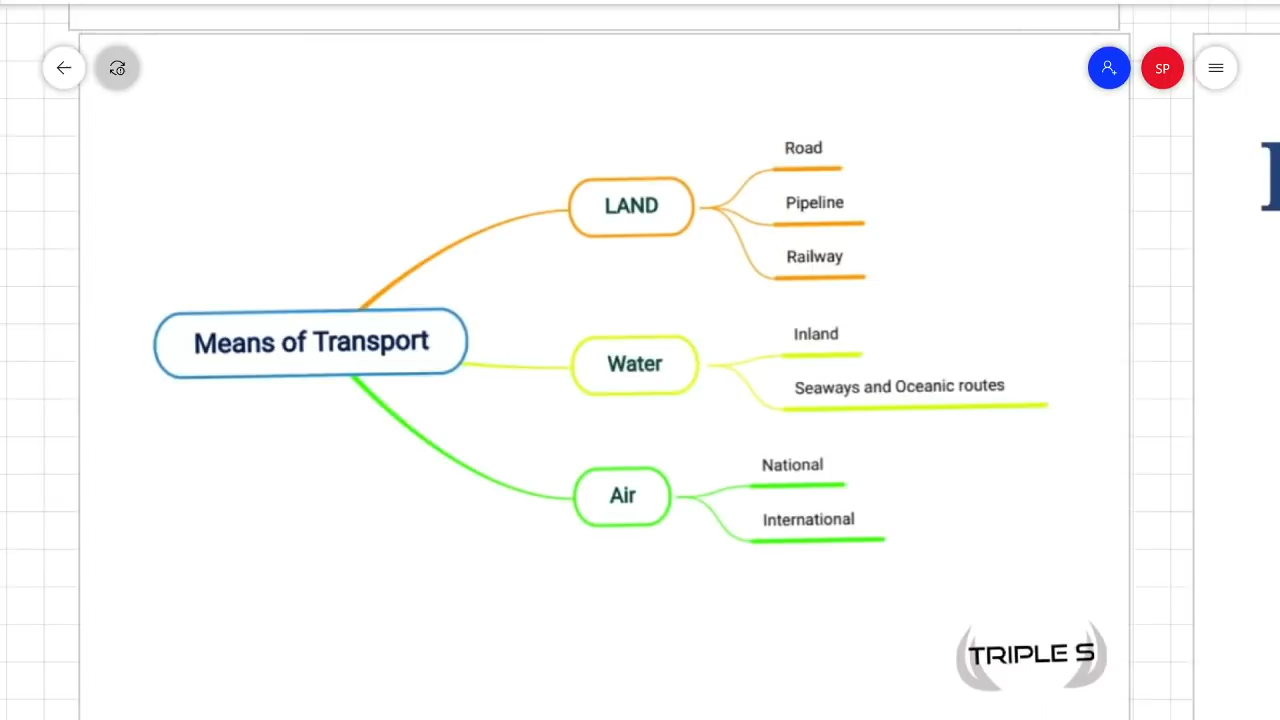 SP
Road
LAND
Pipeline
Railway
Means of Transport
Inland
Water
Seaways and Oceanic routes
National
Air
International
TRIPLE S